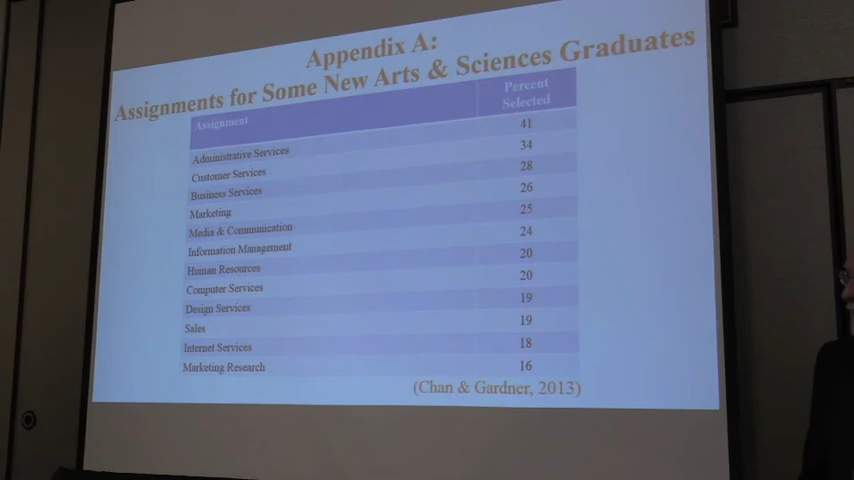 Appendix A:
Assignments for Some New Arts & Sciences Graduates
Assignment Percent Selected
Administrative Services 41
Customer Services 34
Business Services 28
Marketing 26
Media & Communication 25
Information Management 24
Human Resources 20
Computer Services 20
Design Services 19
Sales 19
Internet Services 18
Marketing Research 16
(Chan & Gardner, 2013)